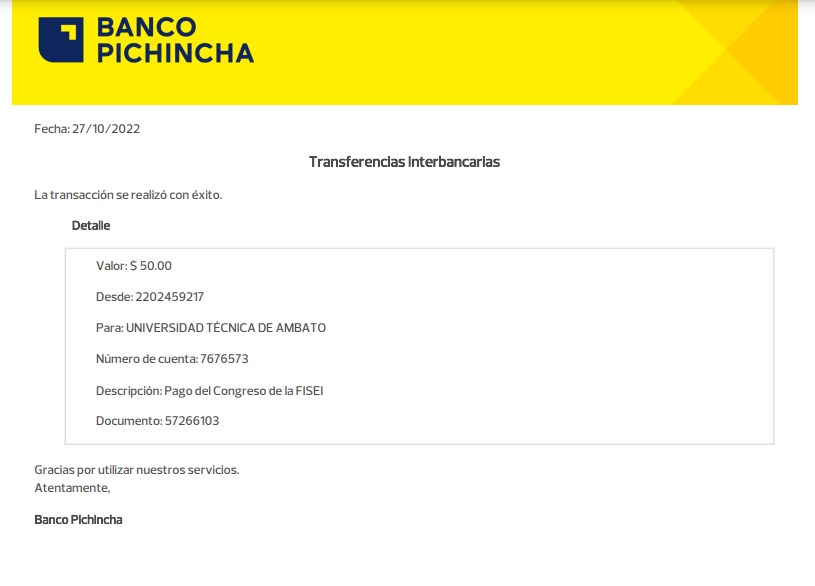 BANCO
PICHINCHA
Fecha: 27/10/2022
Transferencias Interbancarias
La transacción se realizó con éxito.
Detalle
Valor: $ 50.00
Desde: 2202459217
Para: UNIVERSIDAD TÉCNICA DE AMBATO
Número de cuenta: 7676573
Descripción: Pago del Congreso de la FISEI
Documento: 57266103
Gracias por utilizar nuestros servicios.
Atentamente,
Banco Pichincha